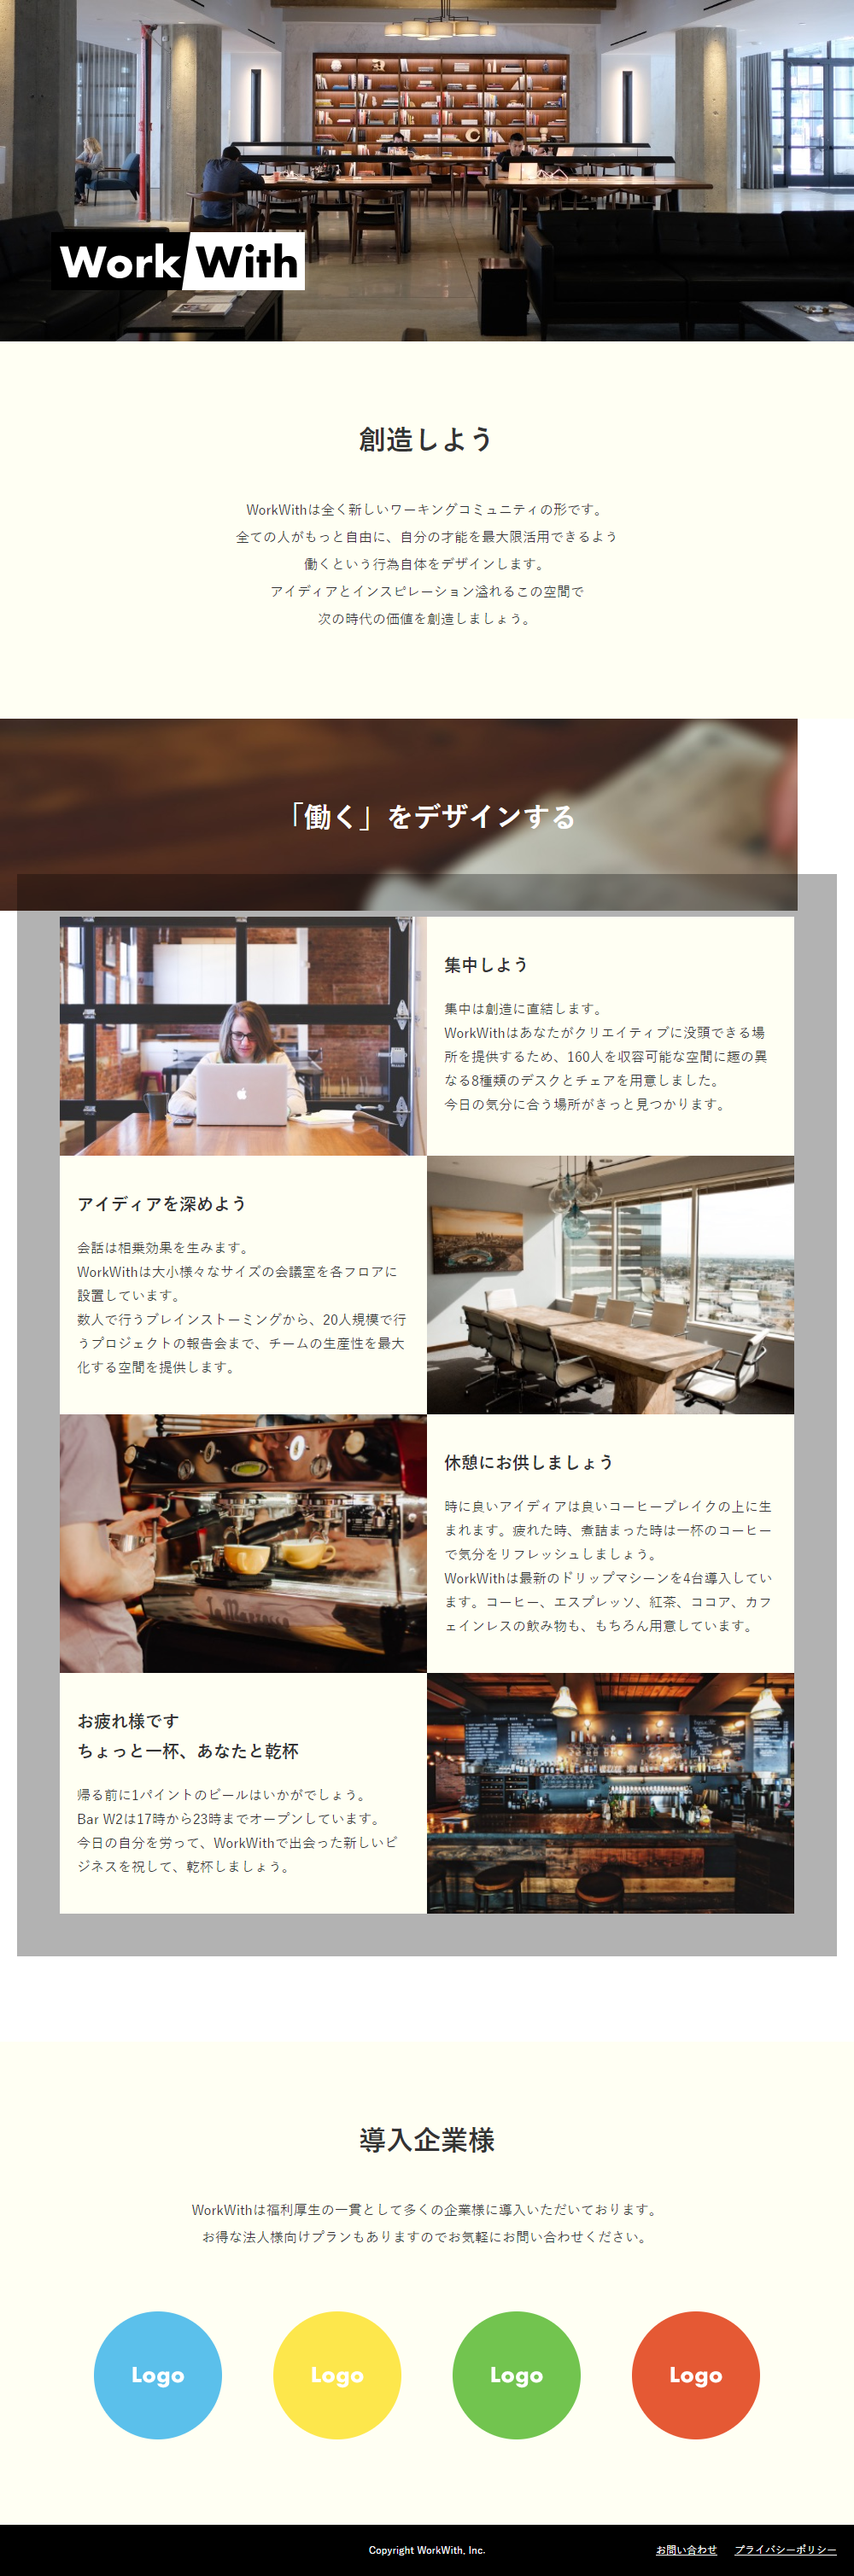 Work With
創造しよう
WorkWithは全く新しいワーキングコミュニティの形です。
全ての人がもっと自由に、自分の才能を最大限活用できるよう
働くという行為自体をデザインします。
アイディアとインスピレーション溢れるこの空間で
次の時代の価値を創造しましょう。
「働く」をデザインする
集中しよう
集中は創造に直結します。
WorkWithはあなたがクリエイティブに没頭できる場
所を提供するため、160人を収容可能な空間に趣の異
なる8種類のデスクとチェアを用意しました。
今日の気分に合う場所がきっと見つかります。
アイディアを深めよう
会話は相乗効果を生みます。
WorkWithは大小様々なサイズの会議室を各フロアに
設置しています。
数人で行うブレインストーミングから、20人規模で行
うプロジェクトの報告会まで、チームの生産性を最大
化する空間を提供します。
休憩にお供しましょう
時に良いアイディアは良いコーヒーブレイクの上に生
まれます。疲れた時、煮詰まった時は一杯のコーヒー
で気分をリフレッシュしましょう。
WorkWithは最新のドリップマシーンを4台導入してい
ます。コーヒー、エスプレッソ、紅茶、ココア、カフ
ェインレスの飲み物も、もちろん用意しています。
お疲れ様です
ちょっと一杯、あなたと乾杯
帰る前に1パイントのビールはいかがでしょう。
Bar W2は17時から23時までオープンしています。
今日の自分を労って、WorkWithで出会った新しいビ
ジネスを祝して、乾杯しましょう。
導入企業様
WorkWithは福利厚生の一貫として多くの企業様に導入いただいております。
お得な法人様向けプランもありますのでお気軽にお問い合わせください。
Logo
Logo
Logo
Logo
Copyright WorkWith, Inc.
お問い合わせ
プライバシーポリシー